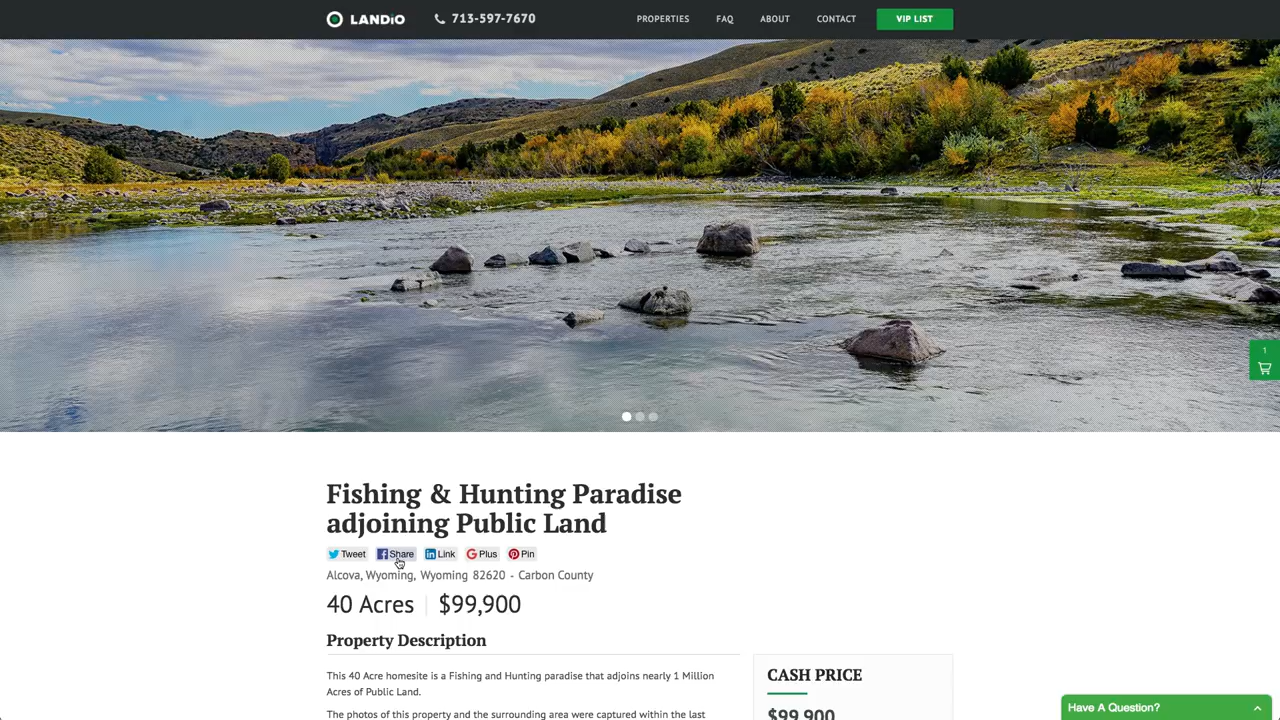 LANDiO
713-597-7670
PROPERTIES
FAQ
ABOUT
CONTACT
VIP LIST
1
Fishing & Hunting Paradise
adjoining Public Land
Tweet
Share
Link
Plus
Pin
Alcova, Wyoming, Wyoming 82620 - Carbon County
40 Acres
$99,900
Property Description
This 40 Acre homesite is a Fishing and Hunting paradise that adjoins nearly 1 Million
Acres of Public Land.
The photos of this property and the surrounding area were captured within the last
CASH PRICE
$99,900
Have A Question?